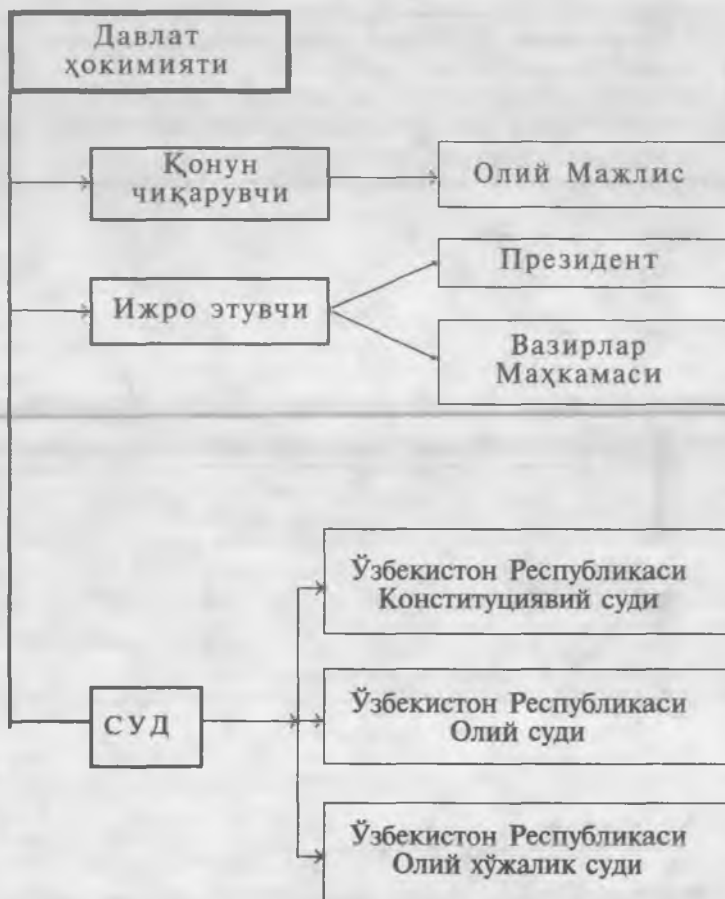 Давлат
ҳокимияти
Қонун
чиқарувчи
Олий Мажлис
Ижро этувчи
Президент
Вазирлар
Маҳкамаси
СУД
Ўзбекистон Республикаси
Конституциявий суди
Ўзбекистон Республикаси
Олий суди
Ўзбекистон Республикаси
Олий хўжалик суди